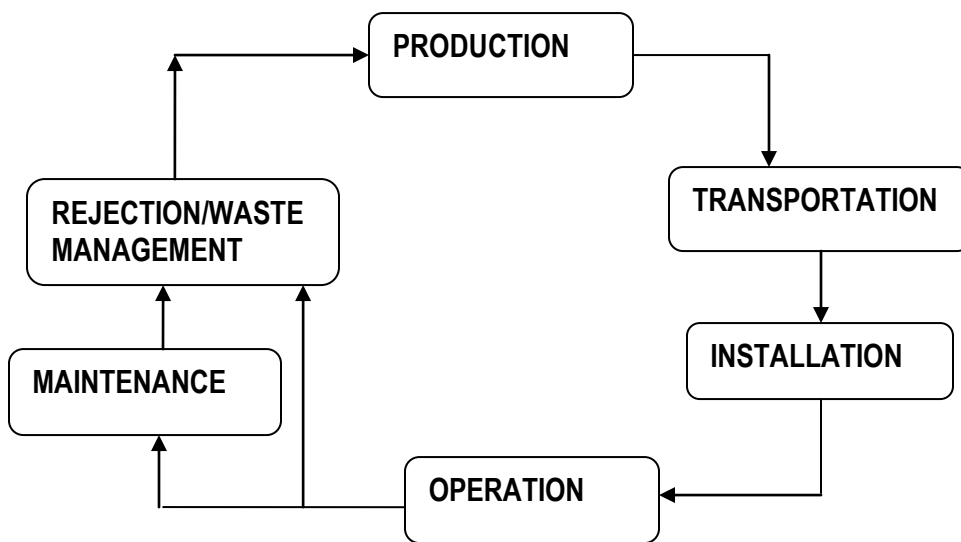 PRODUCTION
TRANSPORTATION
REJECTION/WASTE
MANAGEMENT
INSTALLATION
MAINTENANCE
OPERATION